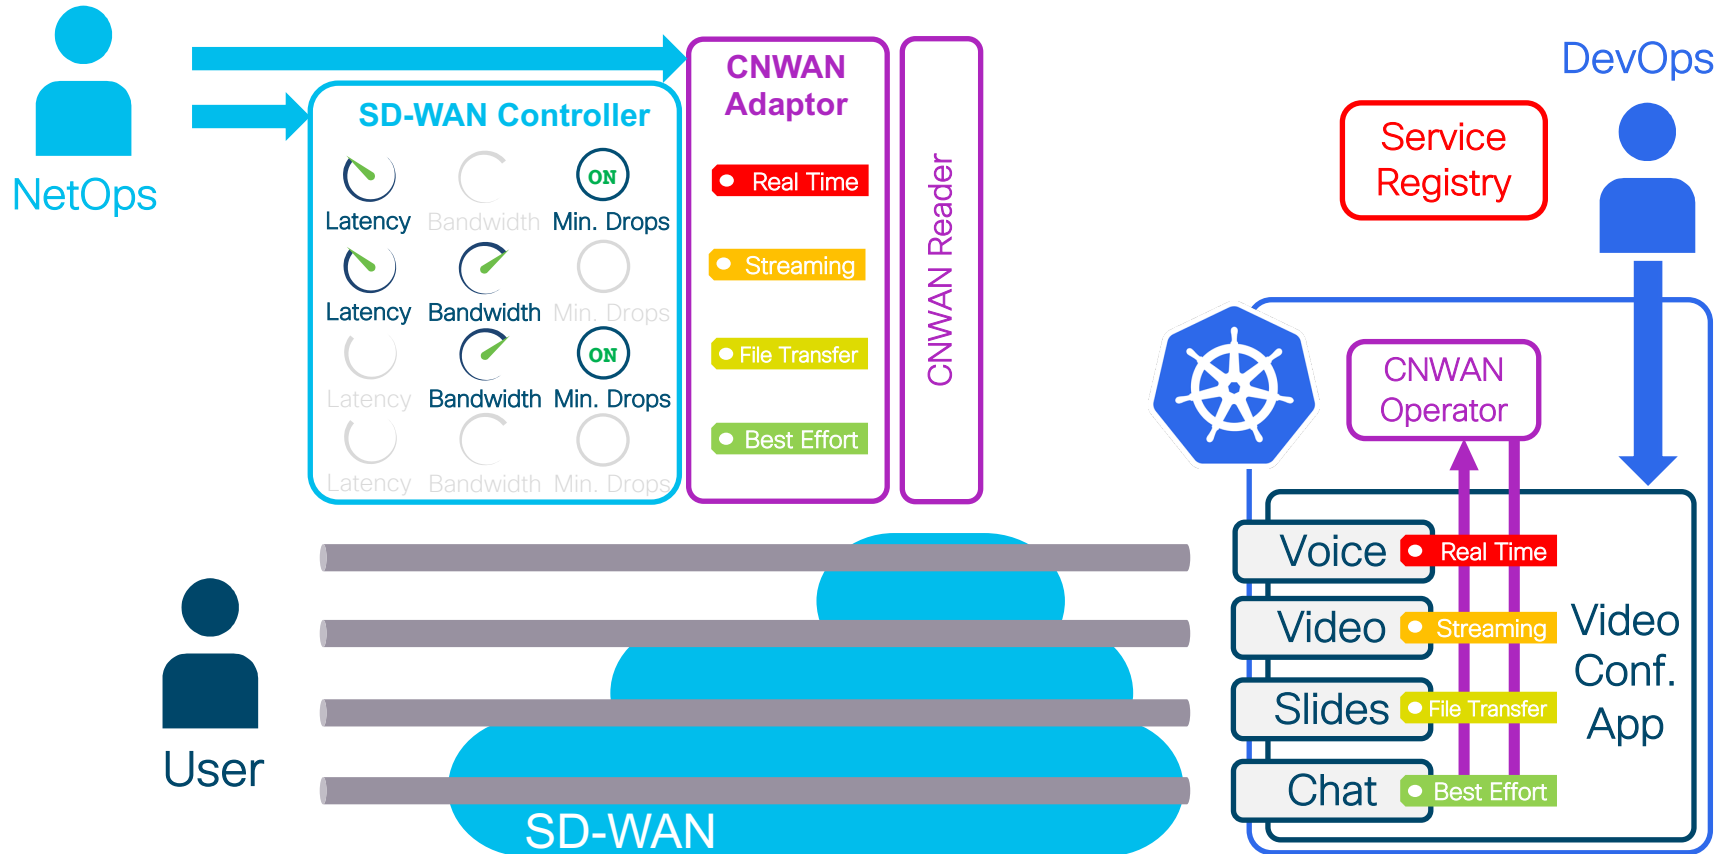 NetOps
SD-WAN Controller
Latency
Bandwidth
ON
Min. Drops
Latency
Bandwidth
Min. Drops
Latency
Bandwidth
ON
Min. Drops
Latency
Bandwidth
Min. Drops
CNWAN
Adaptor
Real Time
Streaming
File Transfer
Best Effort
CNWAN Reader
Service
Registry
DevOps
CNWAN
Operator
User
SD-WAN
Voice
Real Time
Video
Streaming
Slides
File Transfer
Chat
Best Effort
Video
Conf.
App